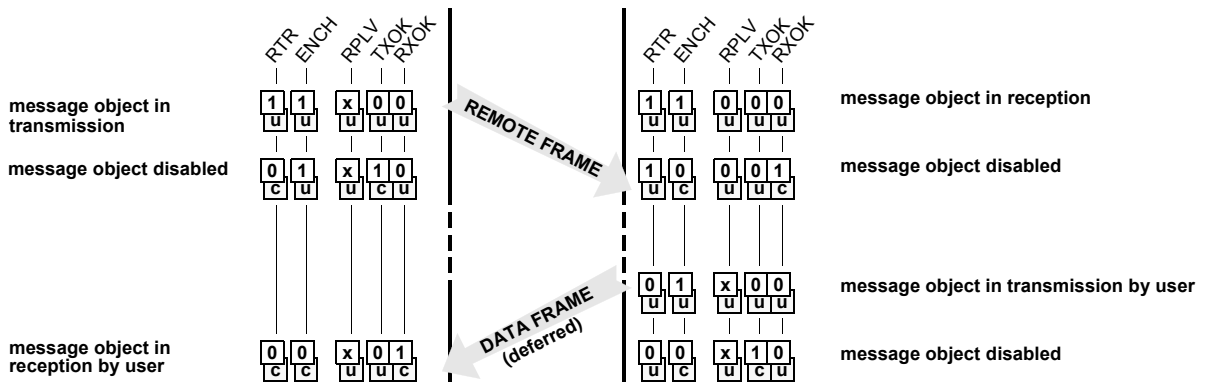 RTR ENCH RPLV TXOK RXOK RTR ENCH RPLV TXOK RXOK
message object in transmission 1 1 x 0 0
u u u u u
REMOTE FRAME
1 1 0 0 0 message object in reception
u u u u u
message object disabled 0 1 x 1 0
c u u c u
1 0 0 0 1 message object disabled
u c u u c
0 1 x 0 0 message object in transmission by user
u u u u u
DATA FRAME
(deferred)
message object in
reception by user
0 0 x 0 1
c c u u c
0 0 x 1 0 message object disabled
u c u c u